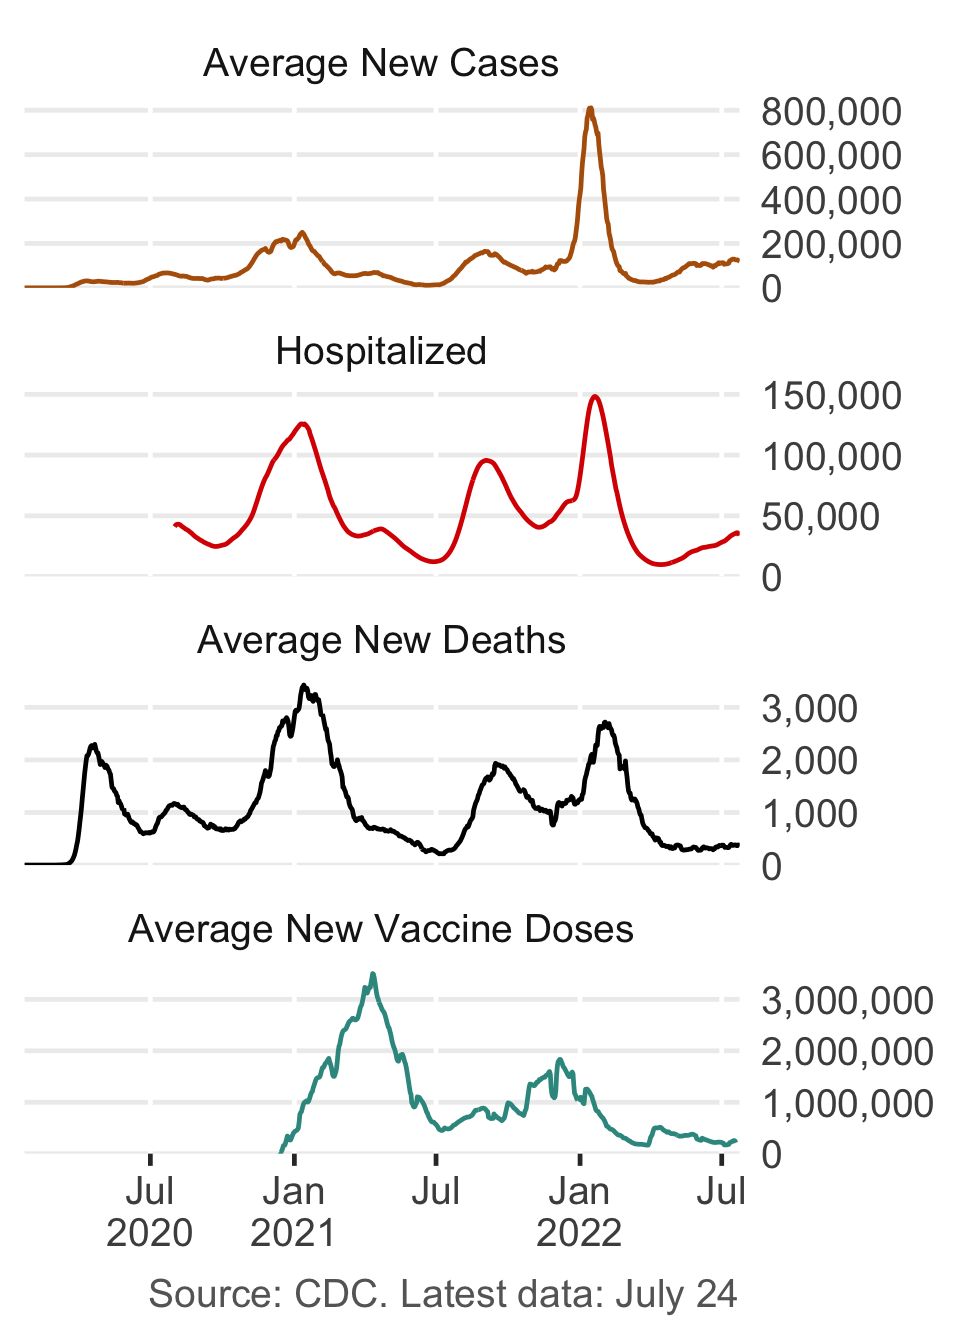 Average New Cases
800,000
600,000
400,000
200,000
0
Hospitalized
150,000
100,000
50,000
0
Average New Deaths
3,000
2,000
1,000
0
Average New Vaccine Doses
3,000,000
2,000,000
1,000,000
0
Jul Jan Jul Jan Jul
2020 2021 2022
Source: CDC. Latest data: July 24